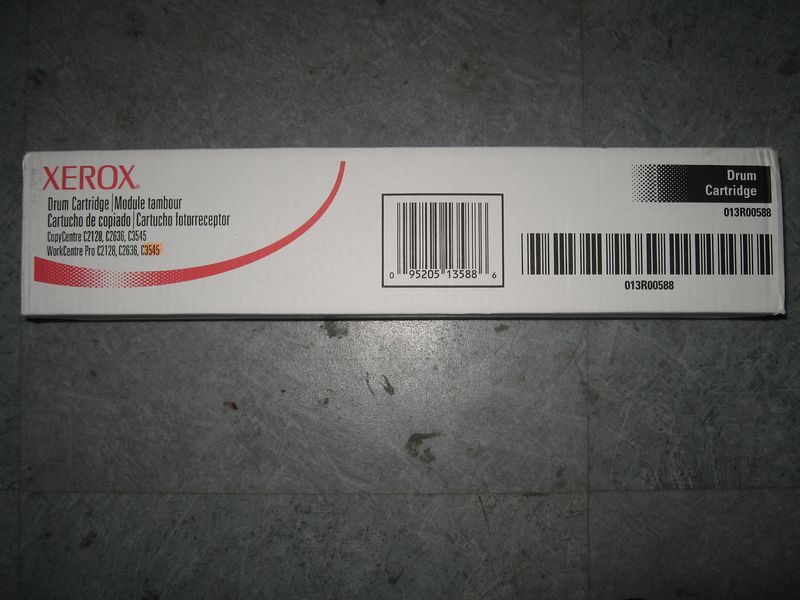 XEROX®
Drum Cartridge | Module tambour
Cartucho de copiado | Cartucho fotorreceptor
CopyCentre C2128, C2636, C3545
WorkCentre Pro C2128, C2636, C3545
0 95205 13588 6
Drum
Cartridge
013R00588
013R00588